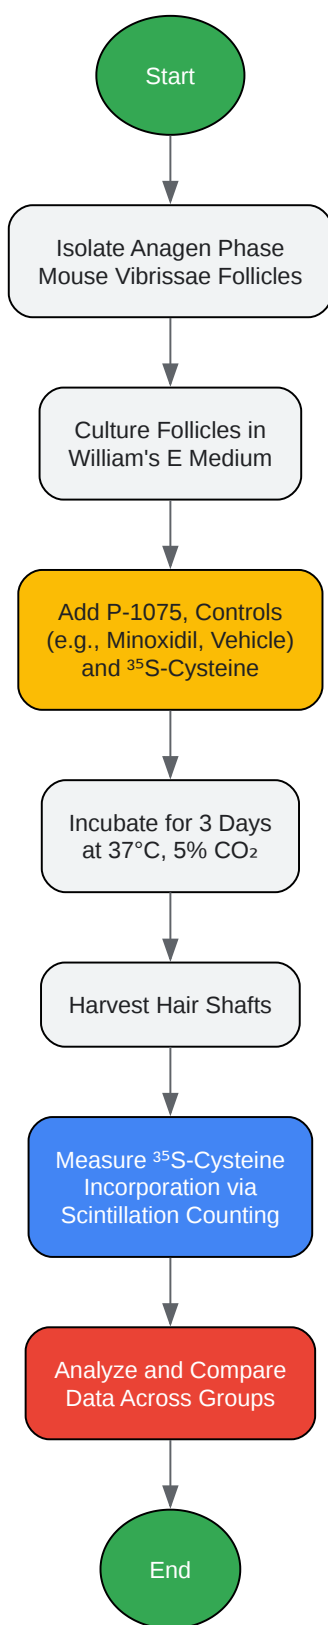 Start
Isolate Anagen Phase
Mouse Vibrissae Follicles
Culture Follicles in
William's E Medium
Add P-1075, Controls
(e.g., Minoxidil, Vehicle)
and ³⁵S-Cysteine
Incubate for 3 Days
at 37°C, 5% CO₂
Harvest Hair Shafts
Measure ³⁵S-Cysteine
Incorporation via
Scintillation Counting
Analyze and Compare
Data Across Groups
End